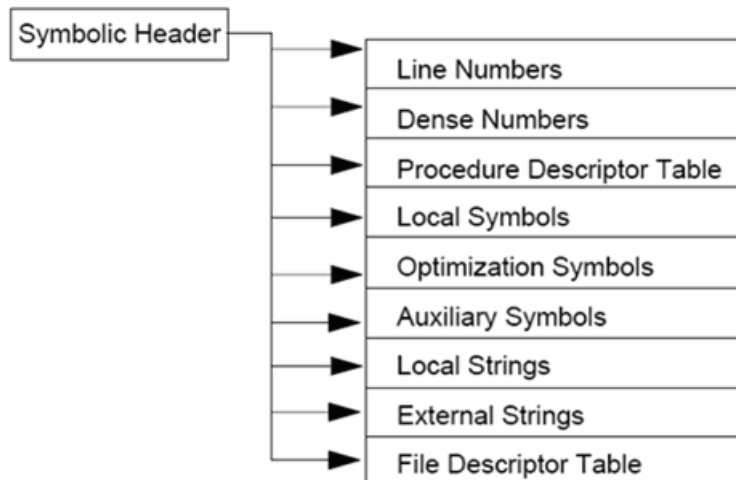 Symbolic Header
Line Numbers
Dense Numbers
Procedure Descriptor Table
Local Symbols
Optimization Symbols
Auxiliary Symbols
Local Strings
External Strings
File Descriptor Table